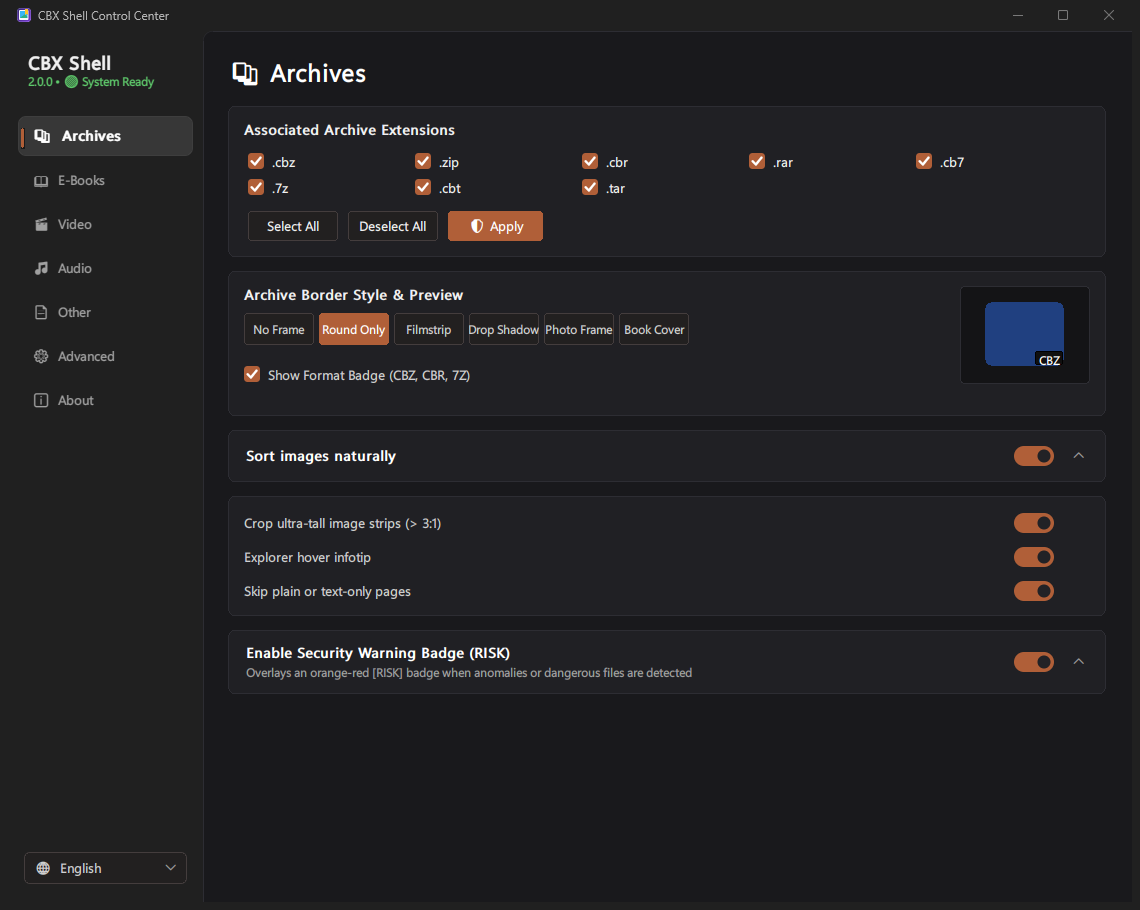 CBX Shell Control Center
CBX Shell
2.0.0 • System Ready
Archives
E-Books
Video
Audio
Other
Advanced
About
English
Archives
Associated Archive Extensions
.cbz .zip .cbr .rar .cb7
.7z .cbt .tar
Select All Deselect All Apply
Archive Border Style & Preview
No Frame Round Only Filmstrip Drop Shadow Photo Frame Book Cover
CBZ
Show Format Badge (CBZ, CBR, 7Z)
Sort images naturally
Crop ultra-tall image strips (> 3:1)
Explorer hover infotip
Skip plain or text-only pages
Enable Security Warning Badge (RISK)
Overlays an orange-red [RISK] badge when anomalies or dangerous files are detected